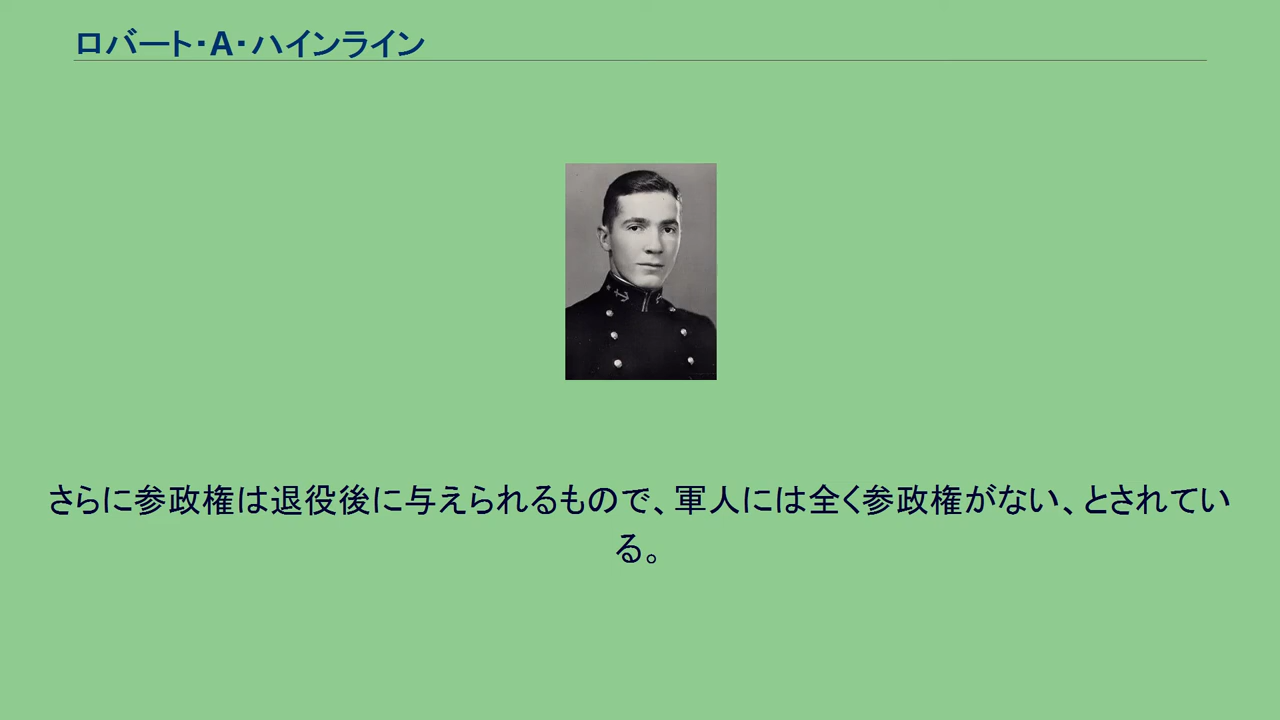 ロバート・A・ハインライン
さらに参政権は退役後に与えられるもので、軍人には全く参政権がない、とされてい
る。